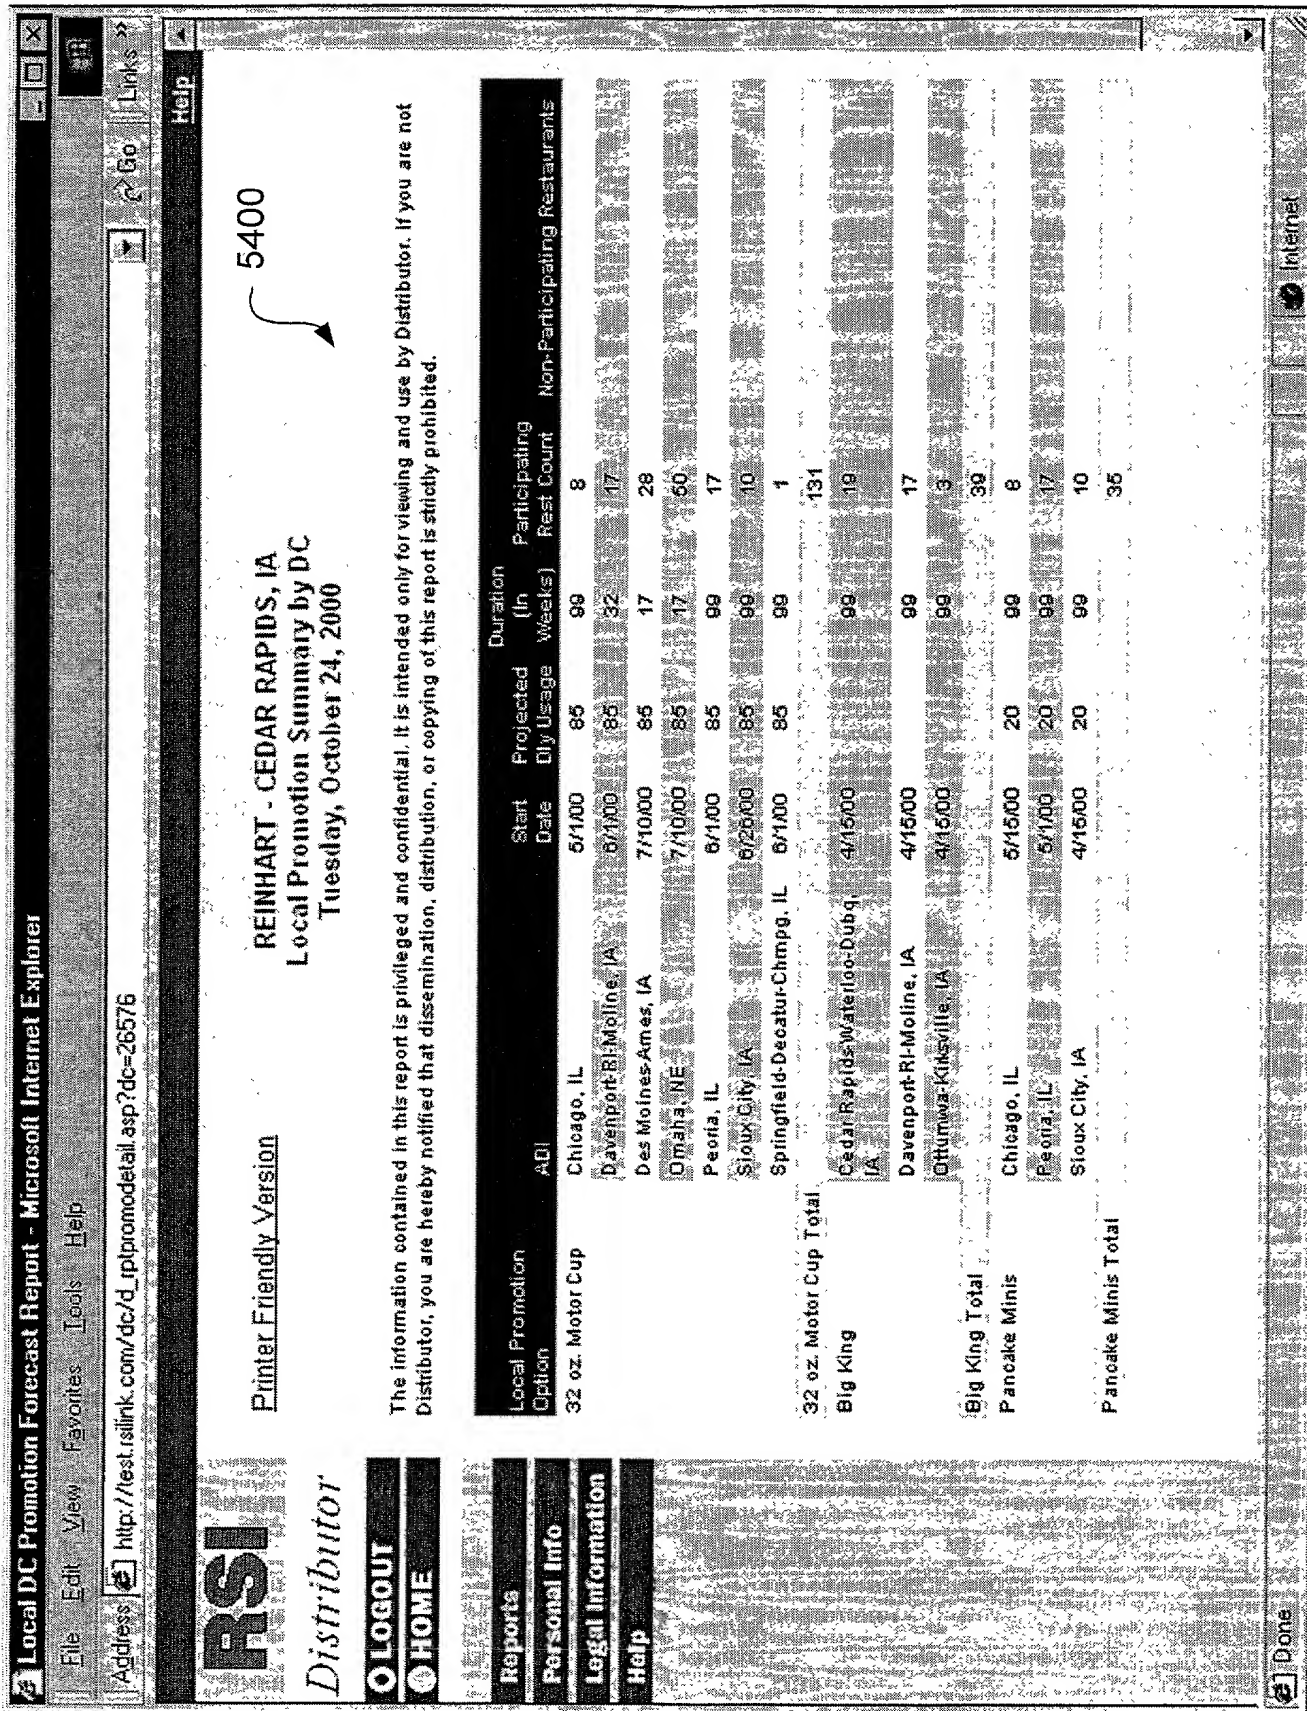 Local DC Promotion Forecast Report - Microsoft Internet Explorer
File Edit View Favorites Tools Help
Address http://test.rsilink.com/dc/d_rptpromodetail.asp?dc=26576 Go Links »
Help
RSI
Distributor
LOGOUT
HOME
Reports
Personal Info
Legal Information
Help
Printer Friendly Version
REINHART - CEDAR RAPIDS, IA
Local Promotion Summary by DC
Tuesday, October 24, 2000
5400
The information contained in this report is privileged and confidential. It is intended only for viewing and use by Distributor. If you are not
Distributor, you are hereby notified that dissemination, distribution, or copying of this report is strictly prohibited.
Local Promotion Option ADI Start Date Projected Dly Usage Duration (In Weeks) Participating Rest Count Non-Participating Restaurants
32 oz. Motor Cup Chicago, IL 5/1/00 85 99 8
Davenport-RI-Moline, IA 6/1/00 85 32 17
Des Moines-Ames, IA 7/10/00 85 17 28
Omaha, NE 7/10/00 85 17 50
Peoria, IL 6/1/00 85 99 17
Sioux City, IA 6/26/00 85 99 10
Springfield-Decatur-Chmpg, IL 6/1/00 85 99 1
32 oz. Motor Cup Total 131
Big King Cedar Rapids-Waterloo-Dubq, IA 4/15/00 99 19
Davenport-RI-Moline, IA 4/15/00 99 17
Ottumwa-Kirksville, IA 4/15/00 99 3
Big King Total 39
Pancake Minis Chicago, IL 5/15/00 20 99 8
Peoria, IL 5/1/00 20 99 17
Sioux City, IA 4/15/00 20 99 10
Pancake Minis Total 35
Done Internet